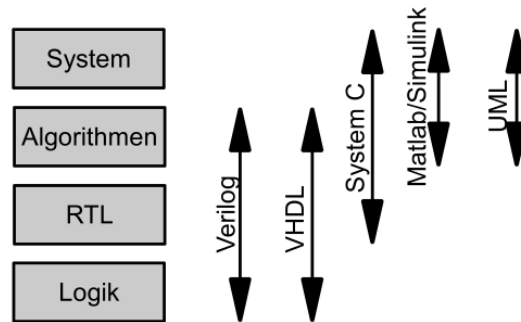 System
Algorithmen
RTL
Logik
Verilog
VHDL
System C
Matlab/Simulink
UML